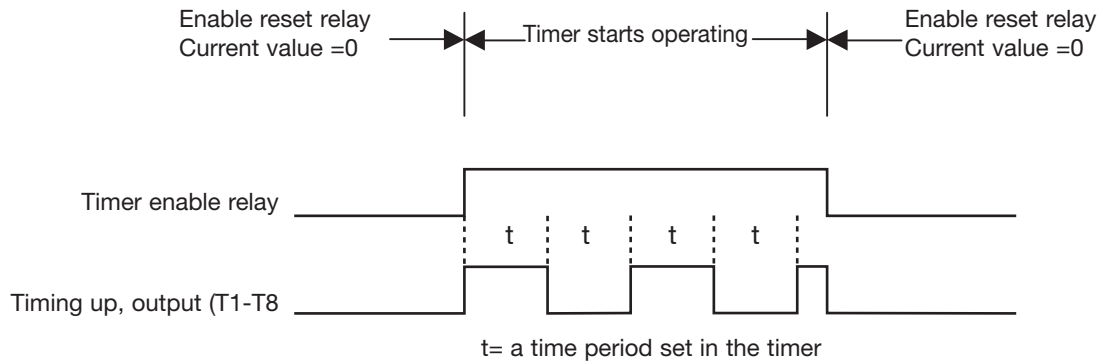 Enable reset relay
Current value =0
Timer starts operating
Enable reset relay
Current value =0
Timer enable relay
t t t t
Timing up, output (T1-T8
t= a time period set in the timer